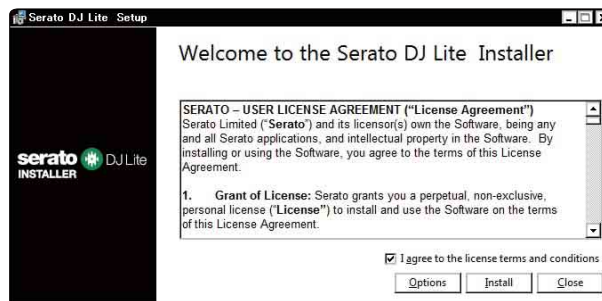 Serato DJ Lite Setup
Welcome to the Serato DJ Lite Installer
serato DJ Lite
INSTALLER
SERATO – USER LICENSE AGREEMENT ("License Agreement")
Serato Limited ("Serato") and its licensor(s) own the Software, being any
and all Serato applications, and intellectual property in the Software. By
installing or using the Software, you agree to the terms of this License
Agreement.
1. Grant of License: Serato grants you a perpetual, non-exclusive,
personal license ("License") to install and use the Software on the terms
of this License Agreement.
I agree to the license terms and conditions
Options Install Close